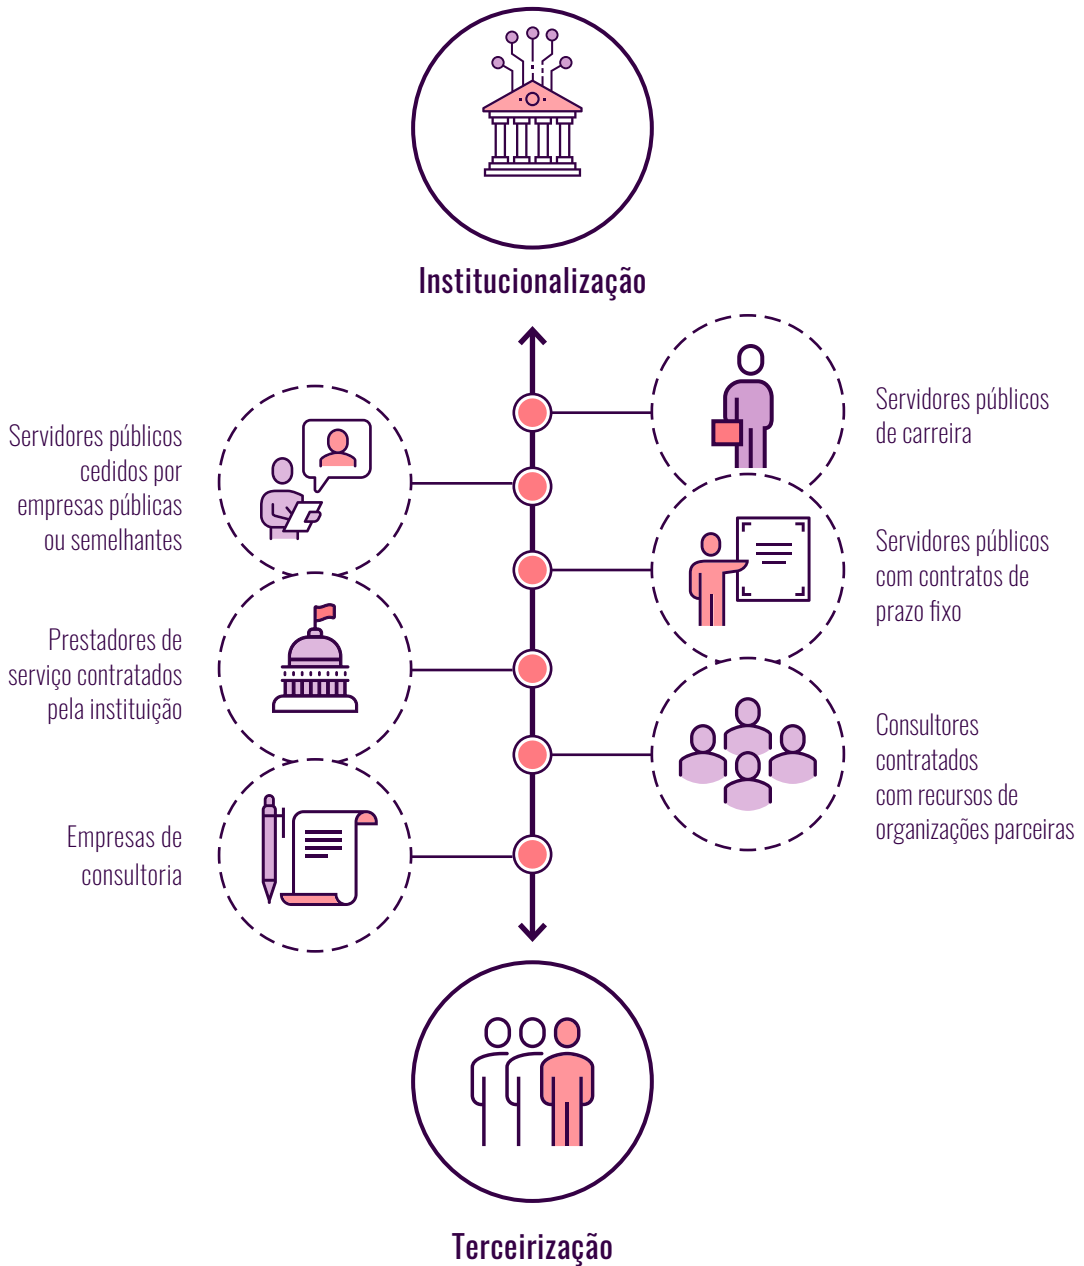 Institucionalização
Servidores públicos
de carreira
Servidores públicos
cedidos por
empresas públicas
ou semelhantes
Servidores públicos
com contratos de
prazo fixo
Prestadores de
serviço contratados
pela instituição
Consultores
contratados
com recursos de
organizações parceiras
Empresas de
consultoria
Terceirização